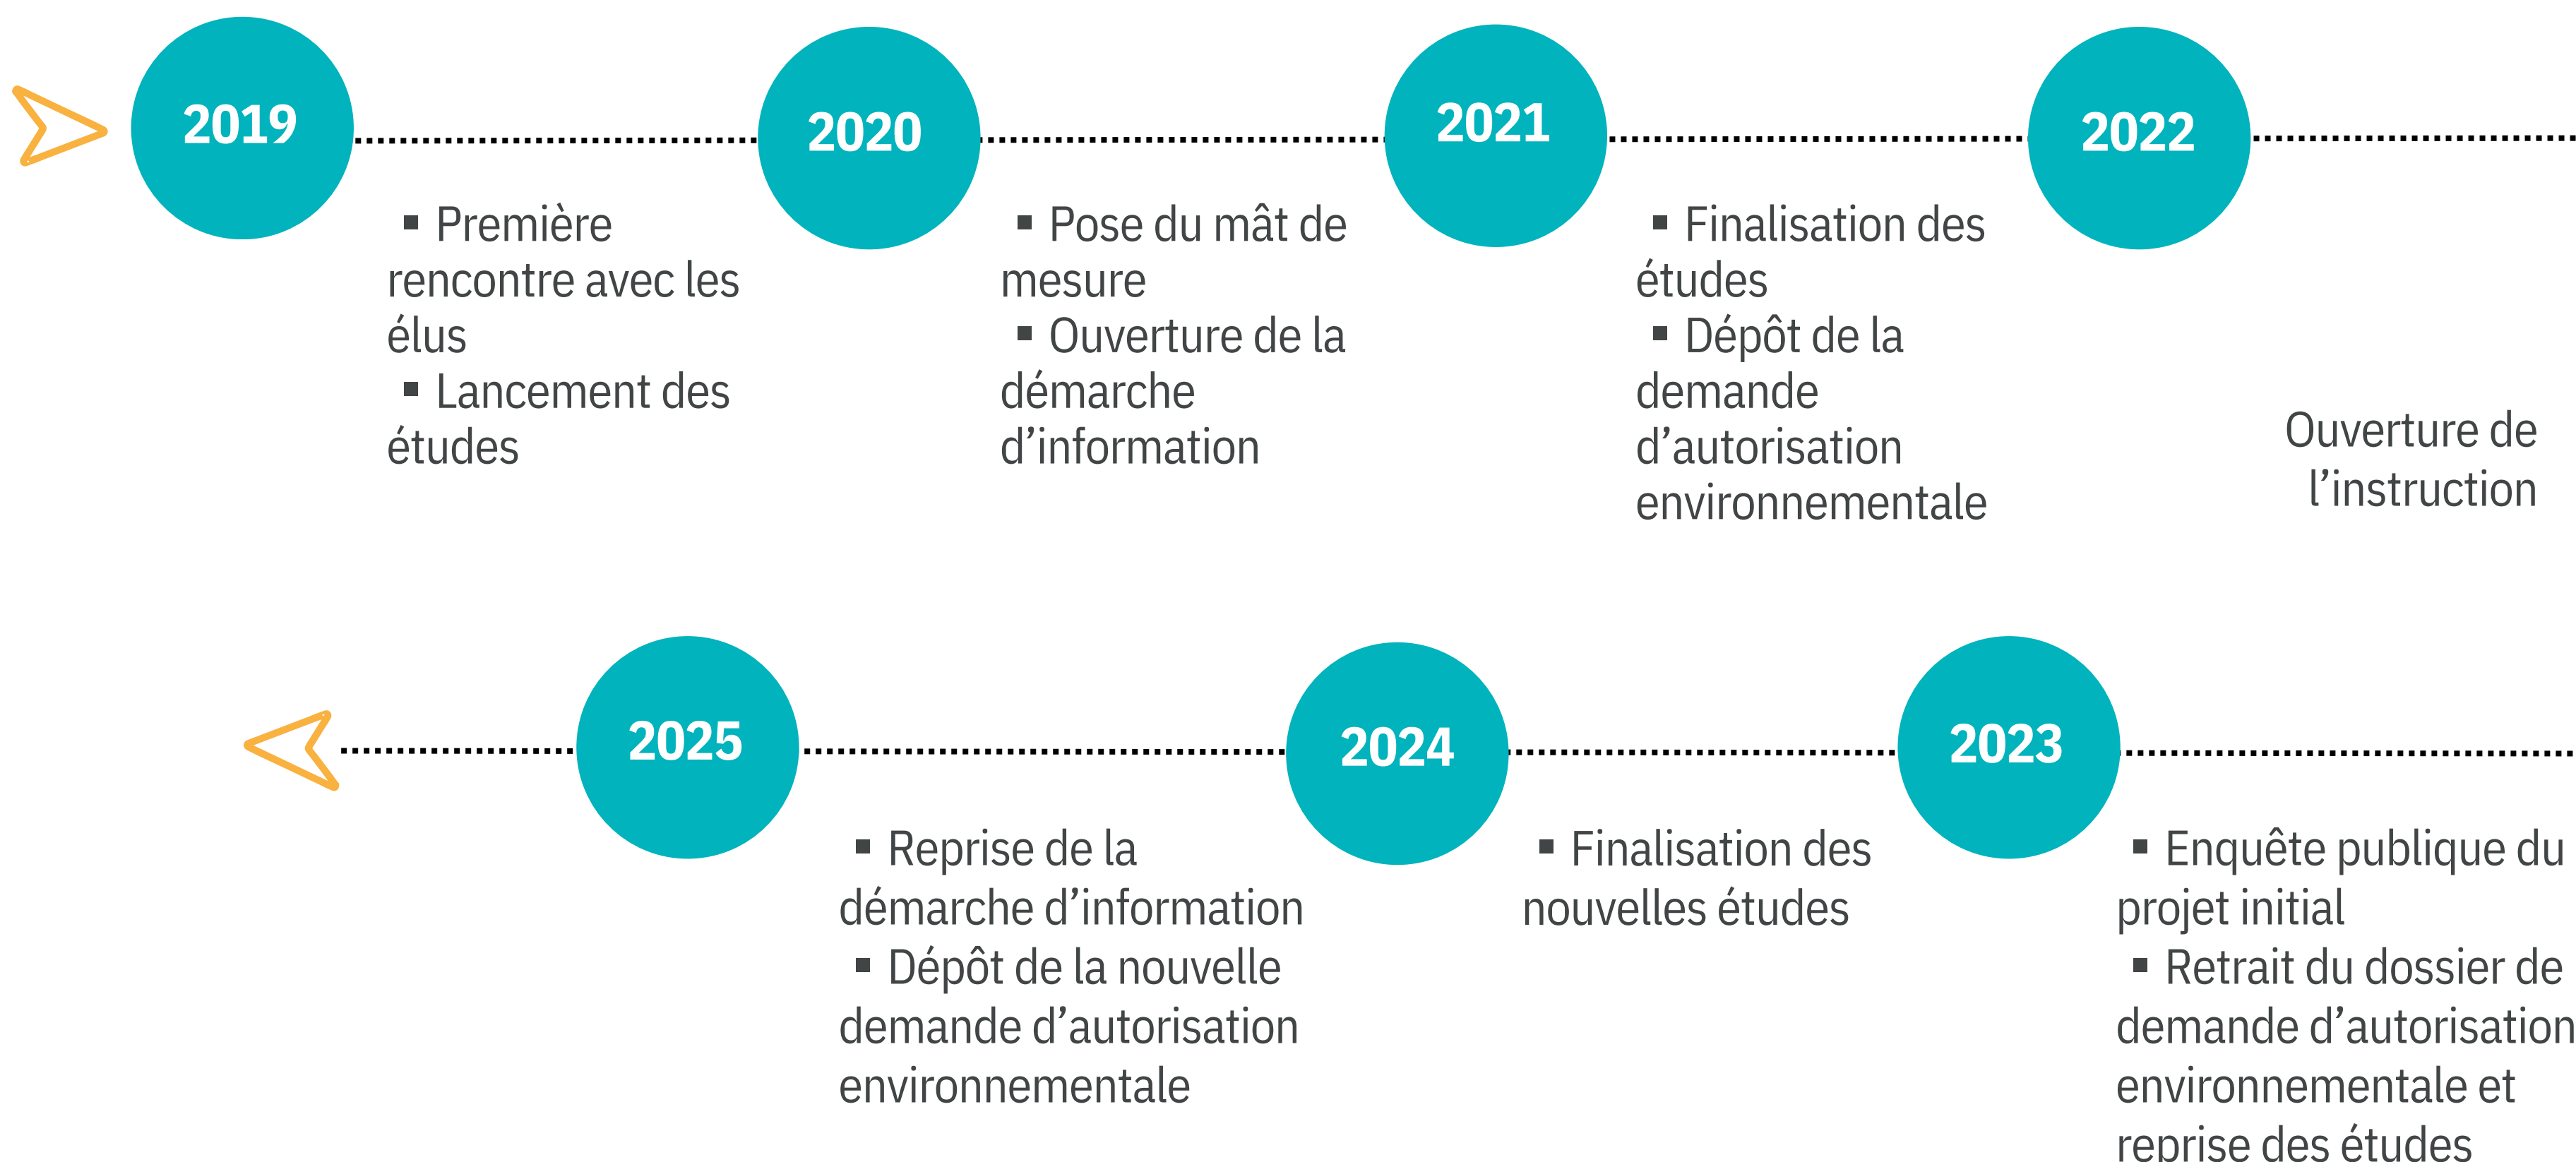 2019
▪ Première
rencontre avec les
élus
▪ Lancement des
études
2020
▪ Pose du mât de
mesure
▪ Ouverture de la
démarche
d’information
2021
▪ Finalisation des
études
▪ Dépôt de la
demande
d’autorisation
environnementale
2022
Ouverture de
l’instruction
2023
▪ Enquête publique du
projet initial
▪ Retrait du dossier de
demande d’autorisation
environnementale et
reprise des études
2024
▪ Finalisation des
nouvelles études
2025
▪ Reprise de la
démarche d’information
▪ Dépôt de la nouvelle
demande d’autorisation
environnementale